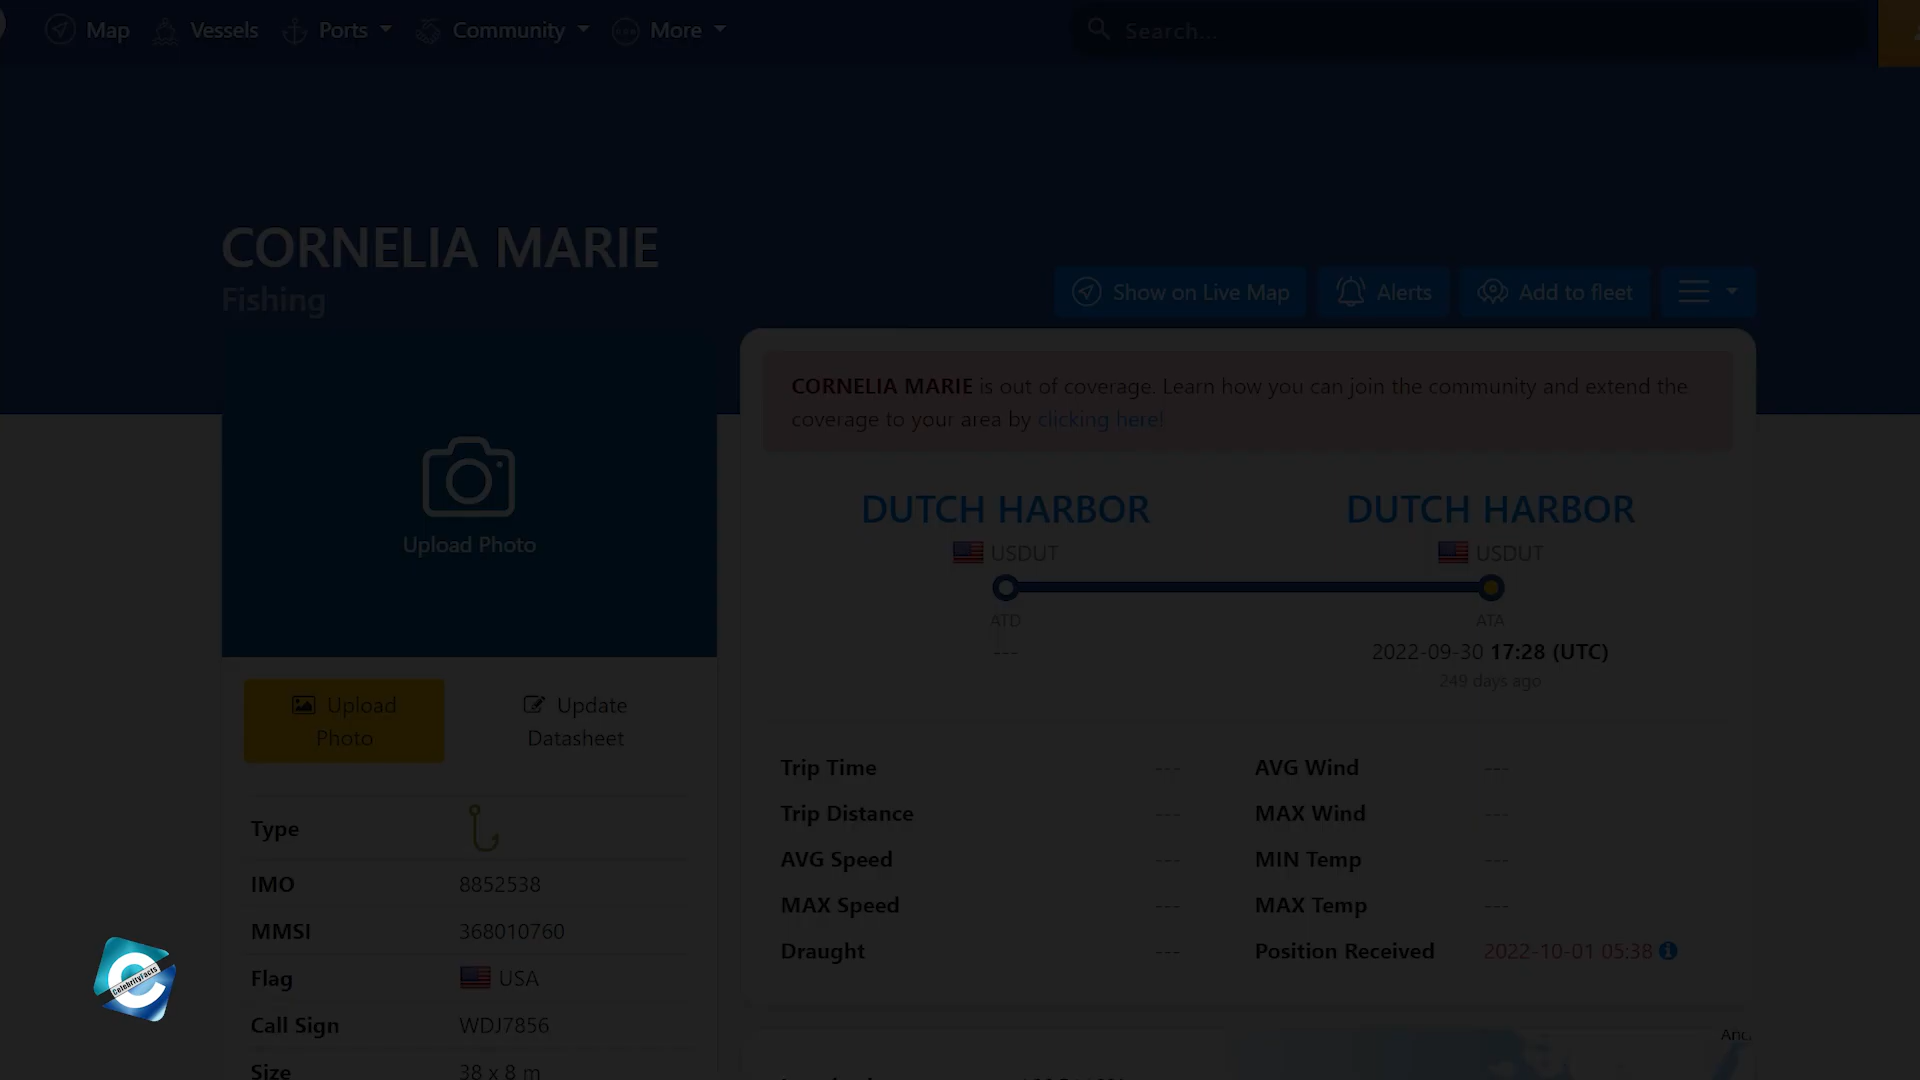 Map
Vessels
Ports
Community
More
Search...
CORNELIA MARIE
Fishing
Show on Live Map
Alerts
Add to fleet
CORNELIA MARIE is out of coverage. Learn how you can join the community and extend the
coverage to your area by clicking here!
Upload Photo
DUTCH HARBOR
DUTCH HARBOR
USDUT
USDUT
ATD
ATA
---
2022-09-30 17:28 (UTC)
249 days ago
Upload
Photo
Update
Datasheet
Trip Time ---
AVG Wind ---
Trip Distance ---
MAX Wind ---
AVG Speed ---
MIN Temp ---
MAX Speed ---
MAX Temp ---
Draught ---
Position Received 2022-10-01 05:38
Type
IMO 8852538
MMSI 368010760
Flag USA
Call Sign WDJ7856
Size 38 x 8 m
CelebrityFacts